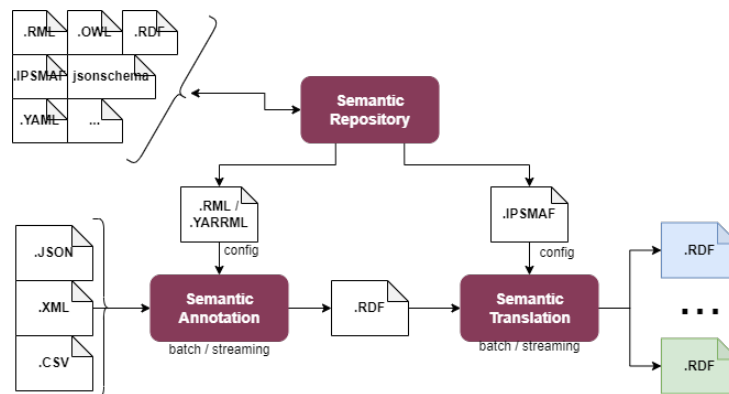 .RML .OWL .RDF
.IPSMAF jsonschema
.YAML ...
Semantic
Repository
.RML /
.YARRML
config
.IPSMAF
config
.JSON
.XML
.CSV
Semantic
Annotation
batch / streaming
.RDF
Semantic
Translation
batch / streaming
.RDF
...
.RDF